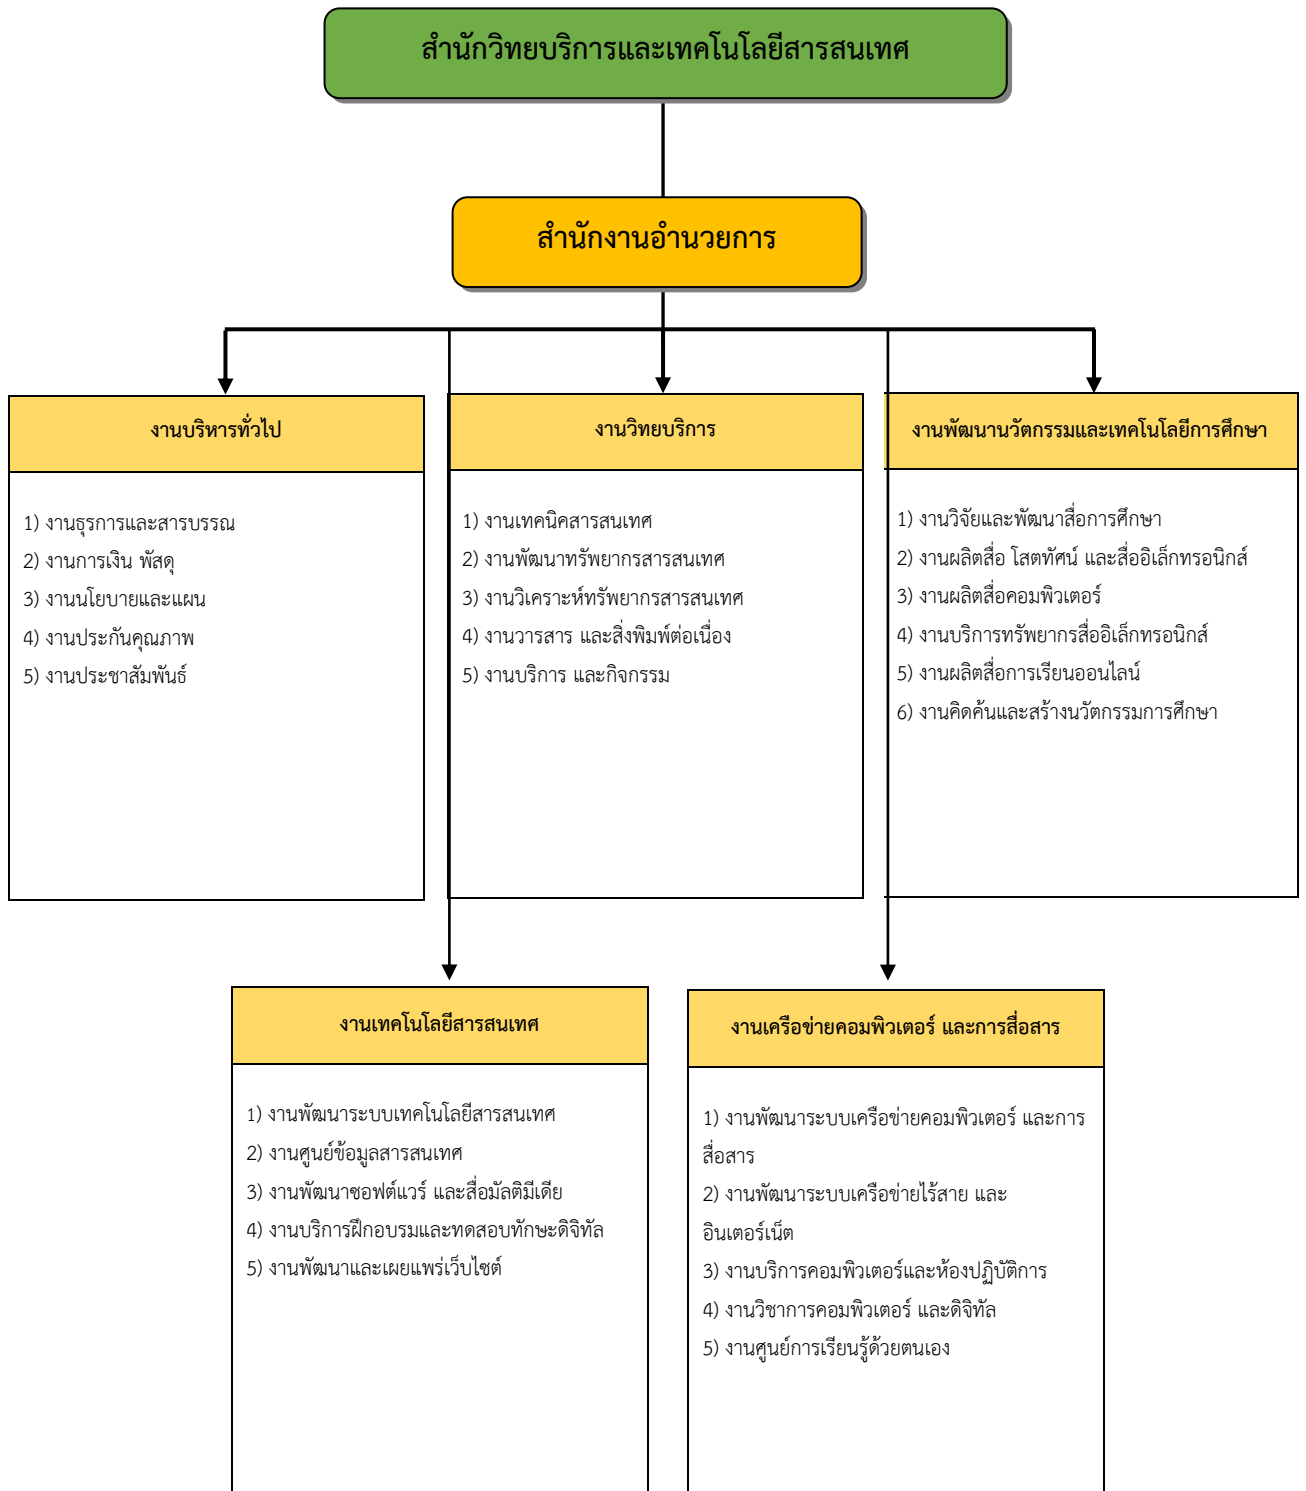 สำนักวิทยบริการและเทคโนโลยีสารสนเทศ
สำนักงานอำนวยการ
งานบริหารทั่วไป
1) งานธุรการและสารบรรณ
2) งานการเงิน พัสดุ
3) งานนโยบายและแผน
4) งานประกันคุณภาพ
5) งานประชาสัมพันธ์
งานวิทยบริการ
1) งานเทคนิคสารสนเทศ
2) งานพัฒนาทรัพยากรสารสนเทศ
3) งานวิเคราะห์ทรัพยากรสารสนเทศ
4) งานวารสาร และสิ่งพิมพ์ต่อเนื่อง
5) งานบริการ และกิจกรรม
งานพัฒนานวัตกรรมและเทคโนโลยีการศึกษา
1) งานวิจัยและพัฒนาสื่อการศึกษา
2) งานผลิตสื่อ โสตทัศน์ และสื่ออิเล็กทรอนิกส์
3) งานผลิตสื่อคอมพิวเตอร์
4) งานบริการทรัพยากรสื่ออิเล็กทรอนิกส์
5) งานผลิตสื่อการเรียนออนไลน์
6) งานคิดค้นและสร้างนวัตกรรมการศึกษา
งานเทคโนโลยีสารสนเทศ
1) งานพัฒนาระบบเทคโนโลยีสารสนเทศ
2) งานศูนย์ข้อมูลสารสนเทศ
3) งานพัฒนาซอฟต์แวร์ และสื่อมัลติมีเดีย
4) งานบริการฝึกอบรมและทดสอบทักษะดิจิทัล
5) งานพัฒนาและเผยแพร่เว็บไซต์
งานเครือข่ายคอมพิวเตอร์ และการสื่อสาร
1) งานพัฒนาระบบเครือข่ายคอมพิวเตอร์ และการ
สื่อสาร
2) งานพัฒนาระบบเครือข่ายไร้สาย และ
อินเตอร์เน็ต
3) งานบริการคอมพิวเตอร์และห้องปฏิบัติการ
4) งานวิชาการคอมพิวเตอร์ และดิจิทัล
5) งานศูนย์การเรียนรู้ด้วยตนเอง